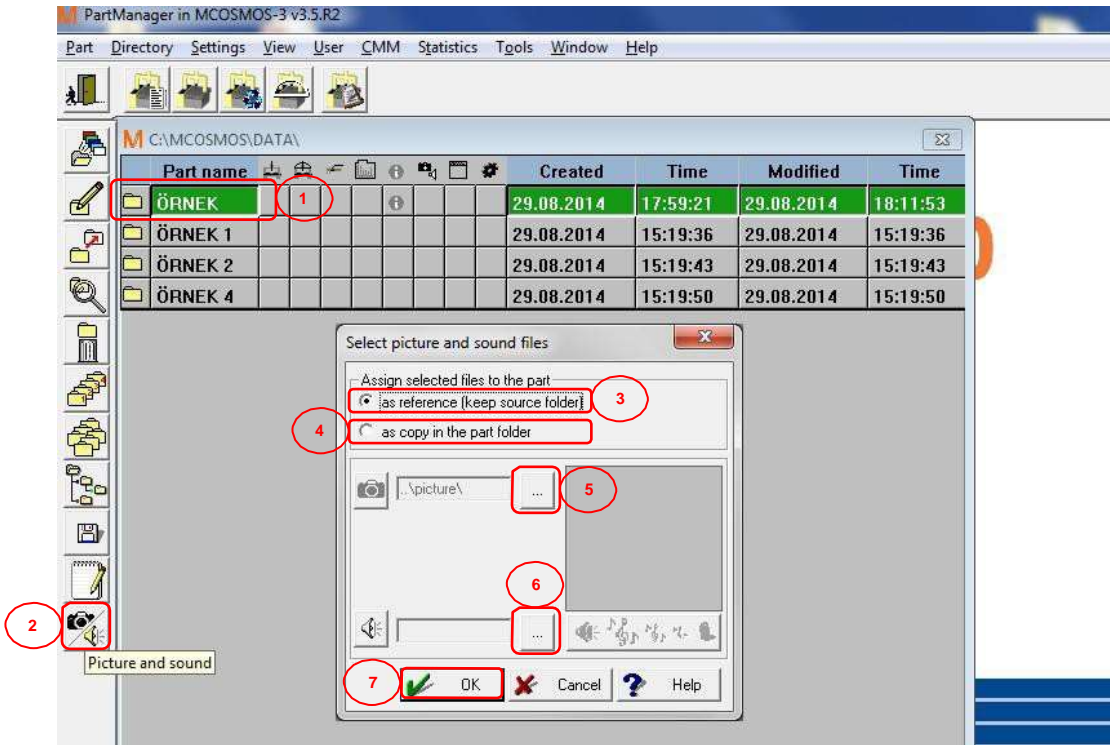 PartManager in MCOSMOS-3 v3.5.R2
Part Directory Settings View User CMM Statistics Tools Window Help
C:\MCOSMOS\DATA\
Part name Created Time Modified Time
ÖRNEK 1 29.08.2014 17:59:21 29.08.2014 18:11:53
ÖRNEK 1 29.08.2014 15:19:36 29.08.2014 15:19:36
ÖRNEK 2 29.08.2014 15:19:43 29.08.2014 15:19:43
ÖRNEK 4 29.08.2014 15:19:50 29.08.2014 15:19:50
Select picture and sound files
Assign selected files to the part
as reference (keep source folder) 3
4 as copy in the part folder
..\picture\ ... 5
6
...
2
Picture and sound
7 OK Cancel Help